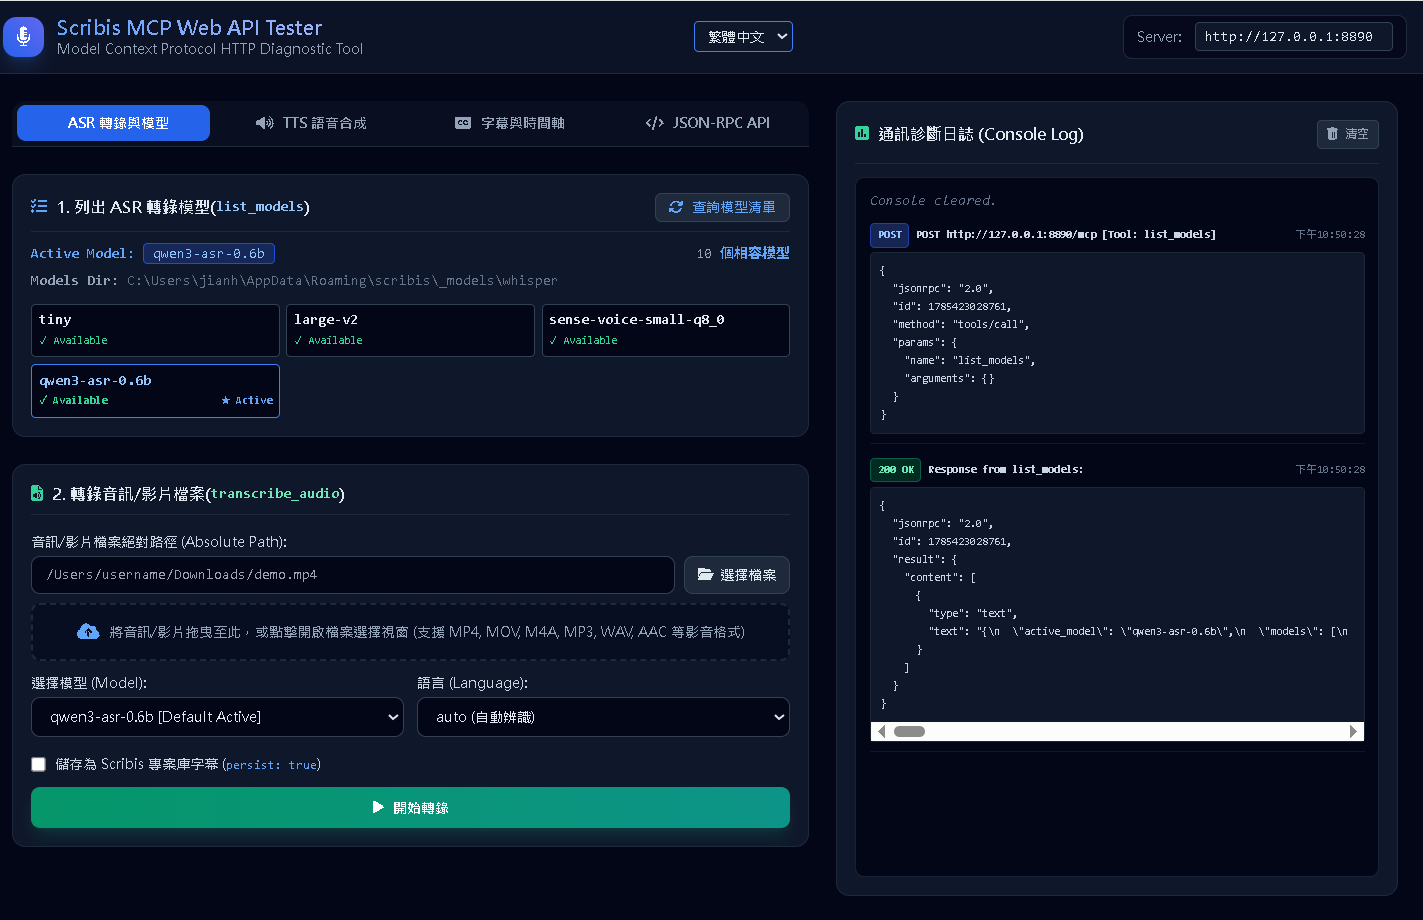 Scribis MCP Web API Tester
Model Context Protocol HTTP Diagnostic Tool
繁體中文
Server: http://127.0.0.1:8890
ASR 轉錄與模型
TTS 語音合成
字幕與時間軸
</> JSON-RPC API
1. 列出 ASR 轉錄模型(list_models)
查詢模型清單
Active Model: qwen3-asr-0.6b
10 個相容模型
Models Dir: C:\Users\jianh\AppData\Roaming\scribis\_models\whisper
tiny
✓ Available
large-v2
✓ Available
sense-voice-small-q8_0
✓ Available
qwen3-asr-0.6b
✓ Available ★ Active
2. 轉錄音訊/影片檔案(transcribe_audio)
音訊/影片檔案絕對路徑 (Absolute Path):
/Users/username/Downloads/demo.mp4
選擇檔案
將音訊/影片拖曳至此，或點擊開啟檔案選擇視窗 (支援 MP4, MOV, M4A, MP3, WAV, AAC 等影音格式)
選擇模型 (Model):
qwen3-asr-0.6b [Default Active]
語言 (Language):
auto (自動辨識)
儲存為 Scribis 專案庫字幕 (persist: true)
開始轉錄
通訊診斷日誌 (Console Log)
清空
Console cleared.
POST POST http://127.0.0.1:8890/mcp [Tool: list_models] 下午10:50:28
{
"jsonrpc": "2.0",
"id": 1785423028761,
"method": "tools/call",
"params": {
"name": "list_models",
"arguments": {}
}
}
200 OK Response from list_models: 下午10:50:28
{
"jsonrpc": "2.0",
"id": 1785423028761,
"result": {
"content": [
{
"type": "text",
"text": "{\n  \"active_model\": \"qwen3-asr-0.6b\",\n  \"models\": [\n
}
]
}
}